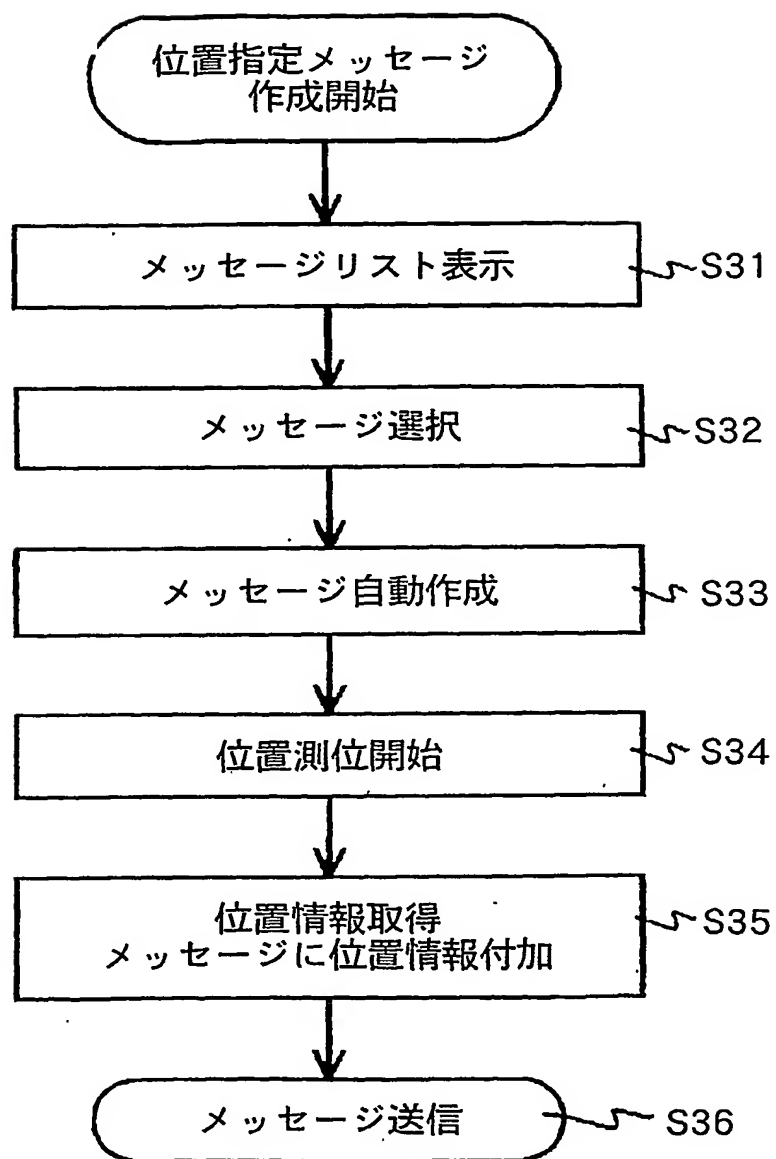 位置指定メッセージ
作成開始
メッセージリスト表示
S31
メッセージ選択
S32
メッセージ自動作成
S33
位置測位開始
S34
位置情報取得
メッセージに位置情報付加
S35
メッセージ送信
S36